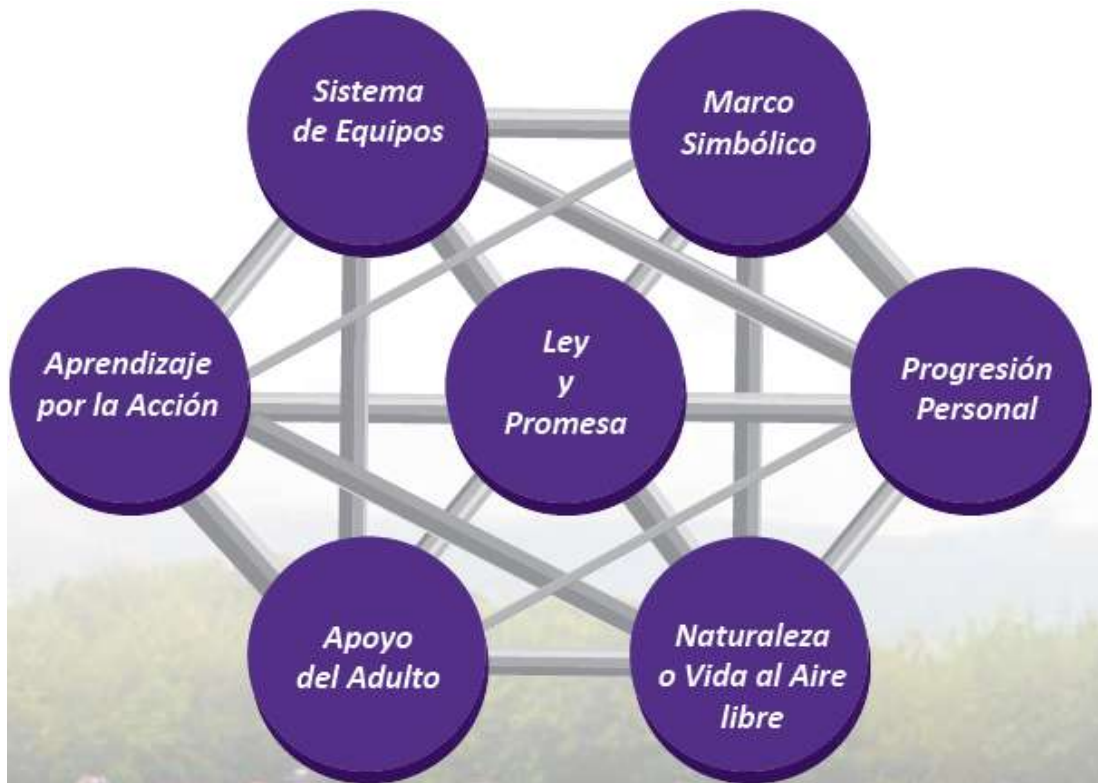 Sistema
de Equipos
Marco
Simbólico
Aprendizaje
por la Acción
Ley
y
Promesa
Progresión
Personal
Apoyo
del Adulto
Naturaleza
o Vida al Aire
libre